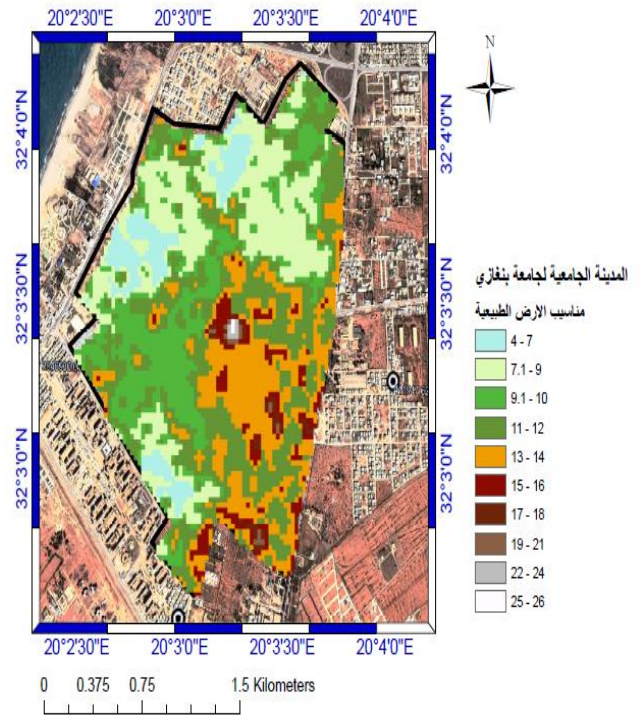 20°2'30"E 20°3'0"E 20°3'30"E 20°4'0"E
N
32°4'0"N 32°3'30"N 32°3'0"N
32°4'0"N 32°3'30"N 32°3'0"N
المدينة الجامعية لجامعة بنغازي
مناسيب الارض الطبيعية
4 - 7
7.1 - 9
9.1 - 10
11 - 12
13 - 14
15 - 16
17 - 18
19 - 21
22 - 24
25 - 26
20°2'30"E 20°3'0"E 20°3'30"E 20°4'0"E
0 0.375 0.75 1.5 Kilometers